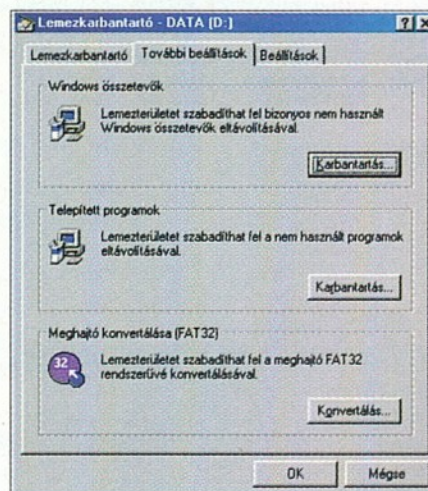 Lemezkarbantartó - DATA (D:)
Lemezkarbantartó További beállítások Beállítások
Windows összetevők
Lemezterületet szabadíthat fel bizonyos nem használt
Windows összetevők eltávolításával.
Karbantartás...
Telepített programok
Lemezterületet szabadíthat fel a nem használt programok
eltávolításával.
Karbantartás...
Meghajtó konvertálása (FAT32)
32
Lemezterületet szabadíthat fel a meghajtó FAT32
rendszerűvé konvertálásával.
Konvertálás...
OK Mégse